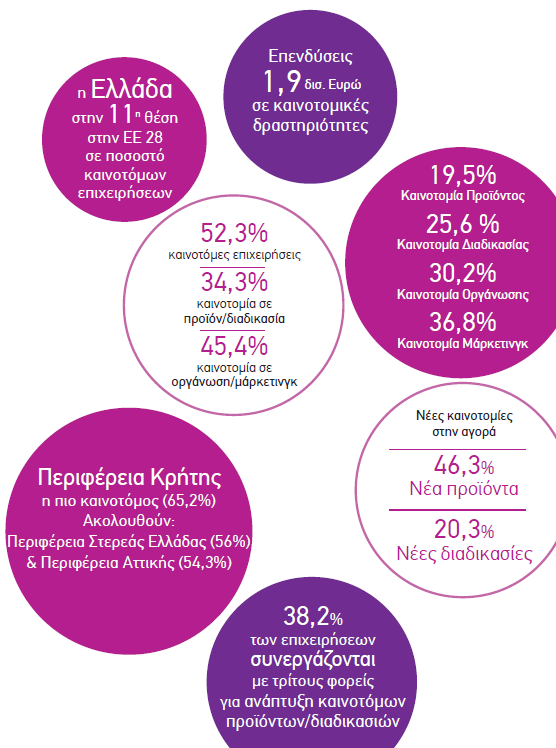 η Ελλάδα
στην 11η θέση
στην ΕΕ 28
σε ποσοστό
καινοτόμων
επιχειρήσεων
Επενδύσεις
1,9 δισ. Ευρώ
σε καινοτομικές
δραστηριότητες
19,5%
Καινοτομία Προϊόντος
25,6 %
Καινοτομία Διαδικασίας
30,2%
Καινοτομία Οργάνωσης
36,8%
Καινοτομία Μάρκετινγκ
52,3%
καινοτόμες επιχειρήσεις
34,3%
καινοτομία σε
προϊόν/διαδικασία
45,4%
καινοτομία σε
οργάνωση/μάρκετινγκ
Νέες καινοτομίες
στην αγορά
46,3%
Νέα προϊόντα
20,3%
Νέες διαδικασίες
Περιφέρεια Κρήτης
η πιο καινοτόμος (65,2%)
Ακολουθούν:
Περιφέρεια Στερεάς Ελλάδας (56%)
& Περιφέρεια Αττικής (54,3%)
38,2%
των επιχειρήσεων
συνεργάζονται
με τρίτους φορείς
για ανάπτυξη καινοτόμων
προϊόντων/διαδικασιών